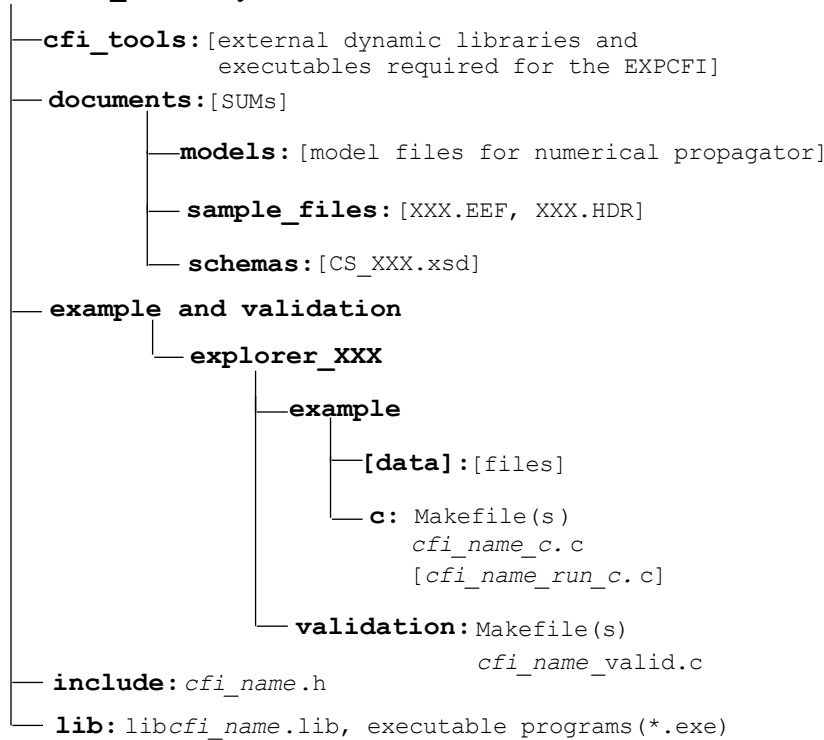 cfi_tools: [external dynamic libraries and
executables required for the EXPCFI]
documents: [SUMs]
models: [model files for numerical propagator]
sample_files: [XXX.EEF, XXX.HDR]
schemas: [CS_XXX.xsd]
example and validation
explorer_XXX
example
[data]: [files]
c: Makefile(s)
cfi_name_c.c
[cfi_name_run_c.c]
validation: Makefile(s)
cfi_name_valid.c
include: cfi_name.h
lib: libcfi_name.lib, executable programs(*.exe)